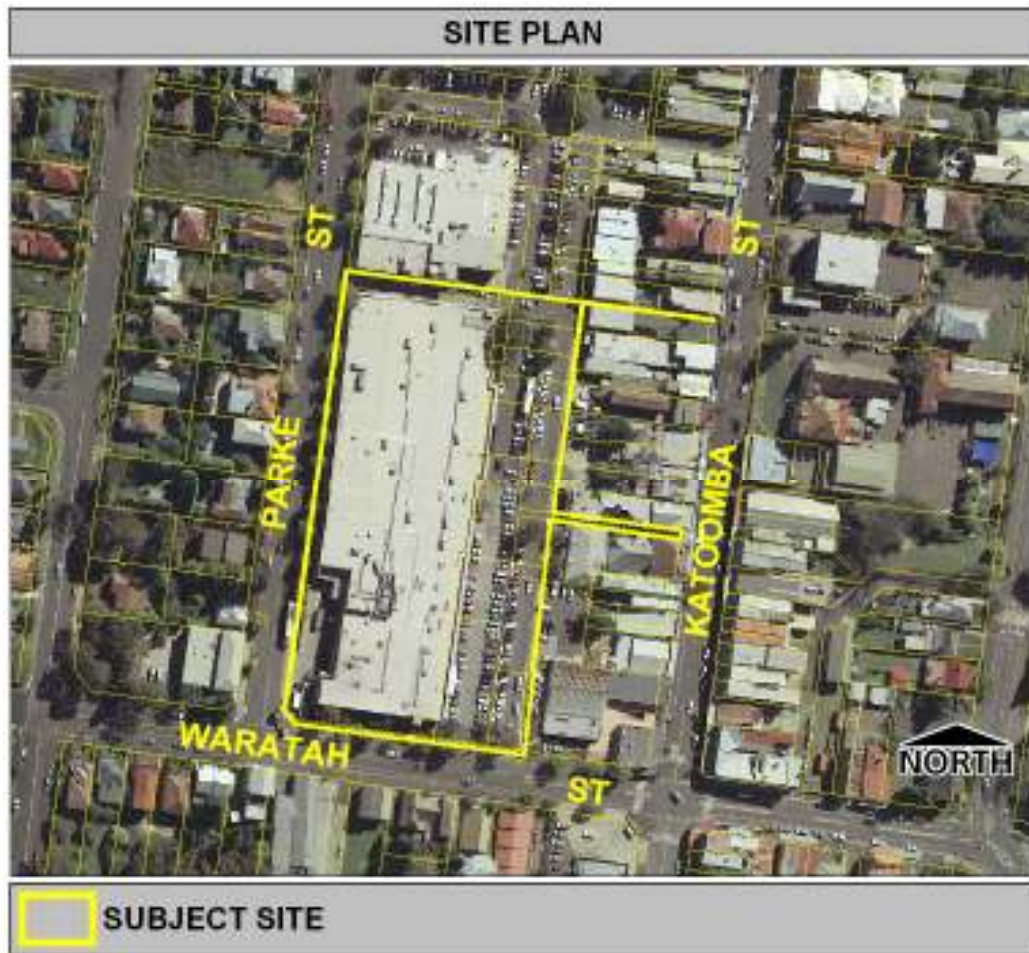 SITE PLAN
ST
ST
PARKE
KATOOMBA
WARATAH
ST
NORTH
SUBJECT SITE